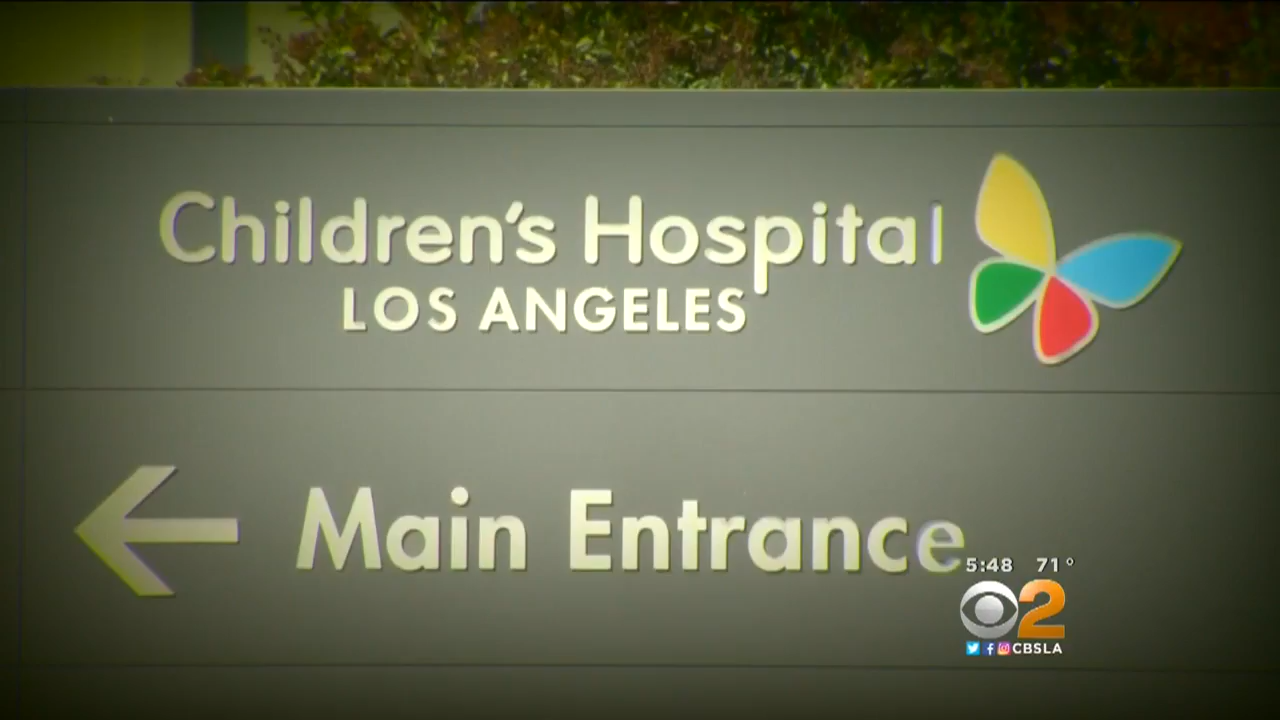 Children's Hospital
LOS ANGELES
Main Entrance
5:48 71°
2
CBSLA